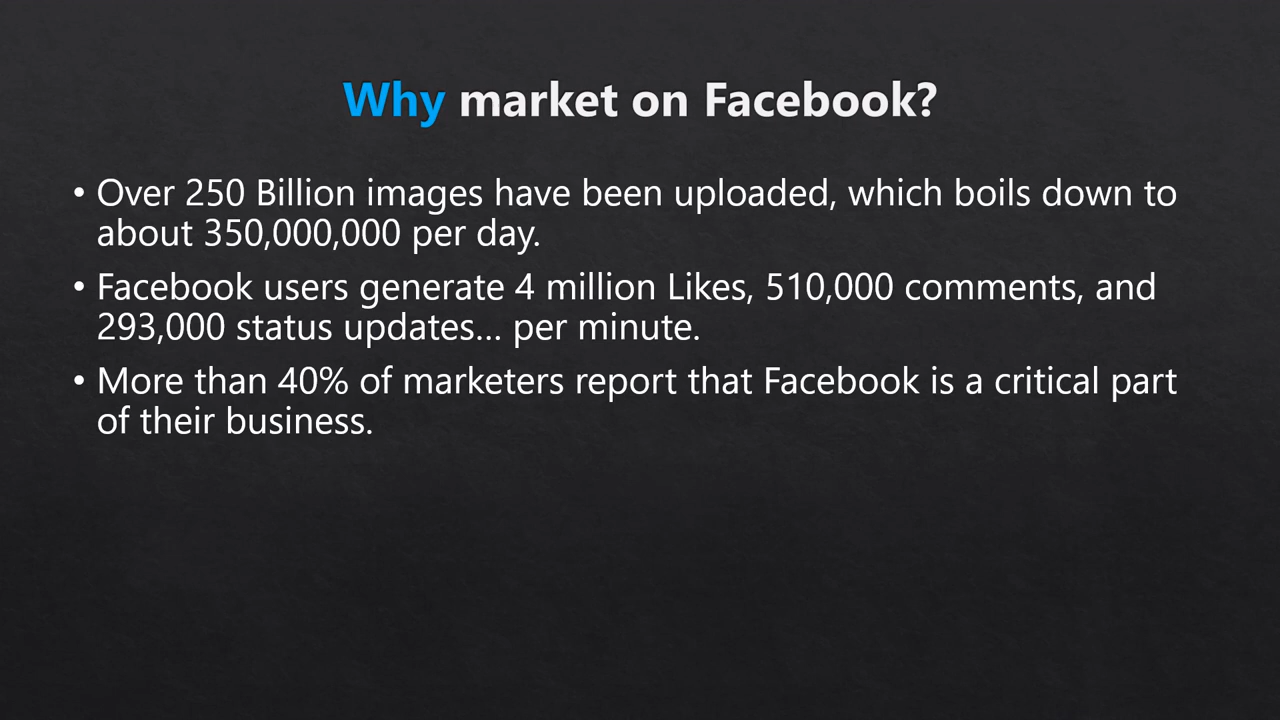 Why market on Facebook?
• Over 250 Billion images have been uploaded, which boils down to
about 350,000,000 per day.
• Facebook users generate 4 million Likes, 510,000 comments, and
293,000 status updates... per minute.
• More than 40% of marketers report that Facebook is a critical part
of their business.